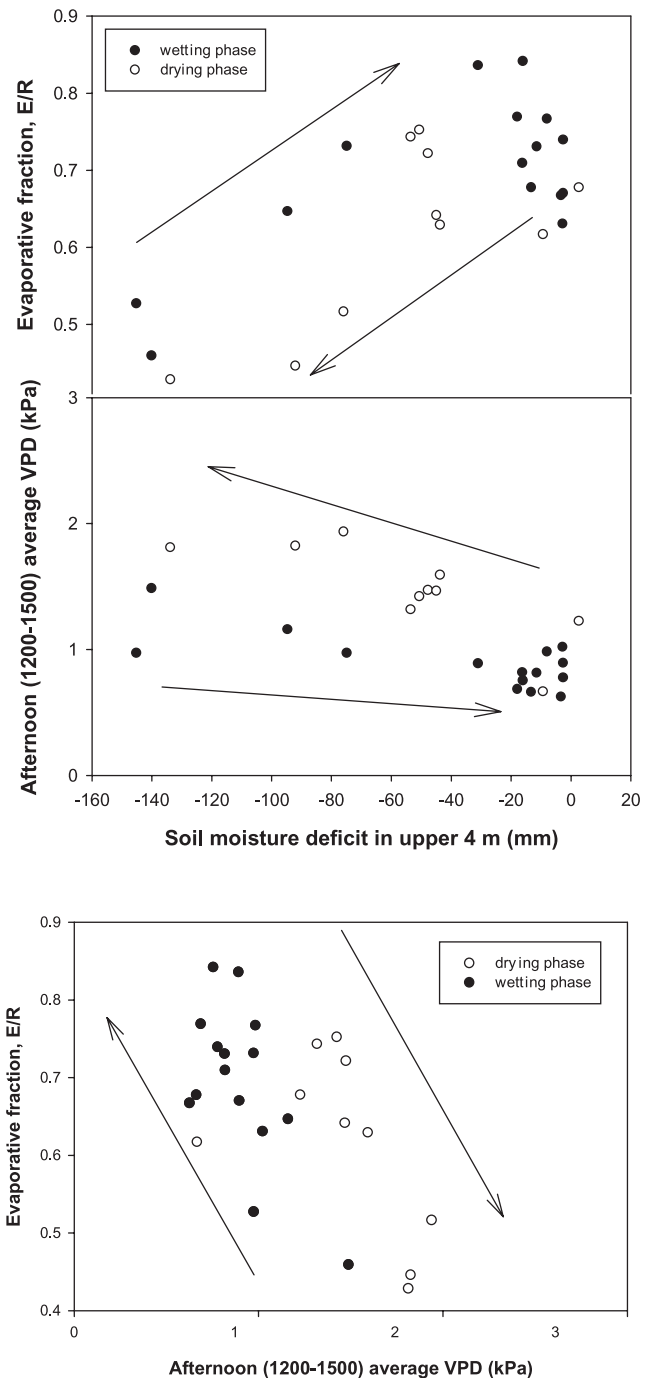 0.9
wetting phase
drying phase
0.8
0.7
0.6
0.5
Evaporative fraction, E/R
3
2
1
0
Afternoon (1200-1500) average VPD (kPa)
-160 -140 -120 -100 -80 -60 -40 -20 0 20
Soil moisture deficit in upper 4 m (mm)
0.9
drying phase
wetting phase
0.8
0.7
0.6
0.5
0.4
Evaporative fraction, E/R
0 1 2 3
Afternoon (1200-1500) average VPD (kPa)